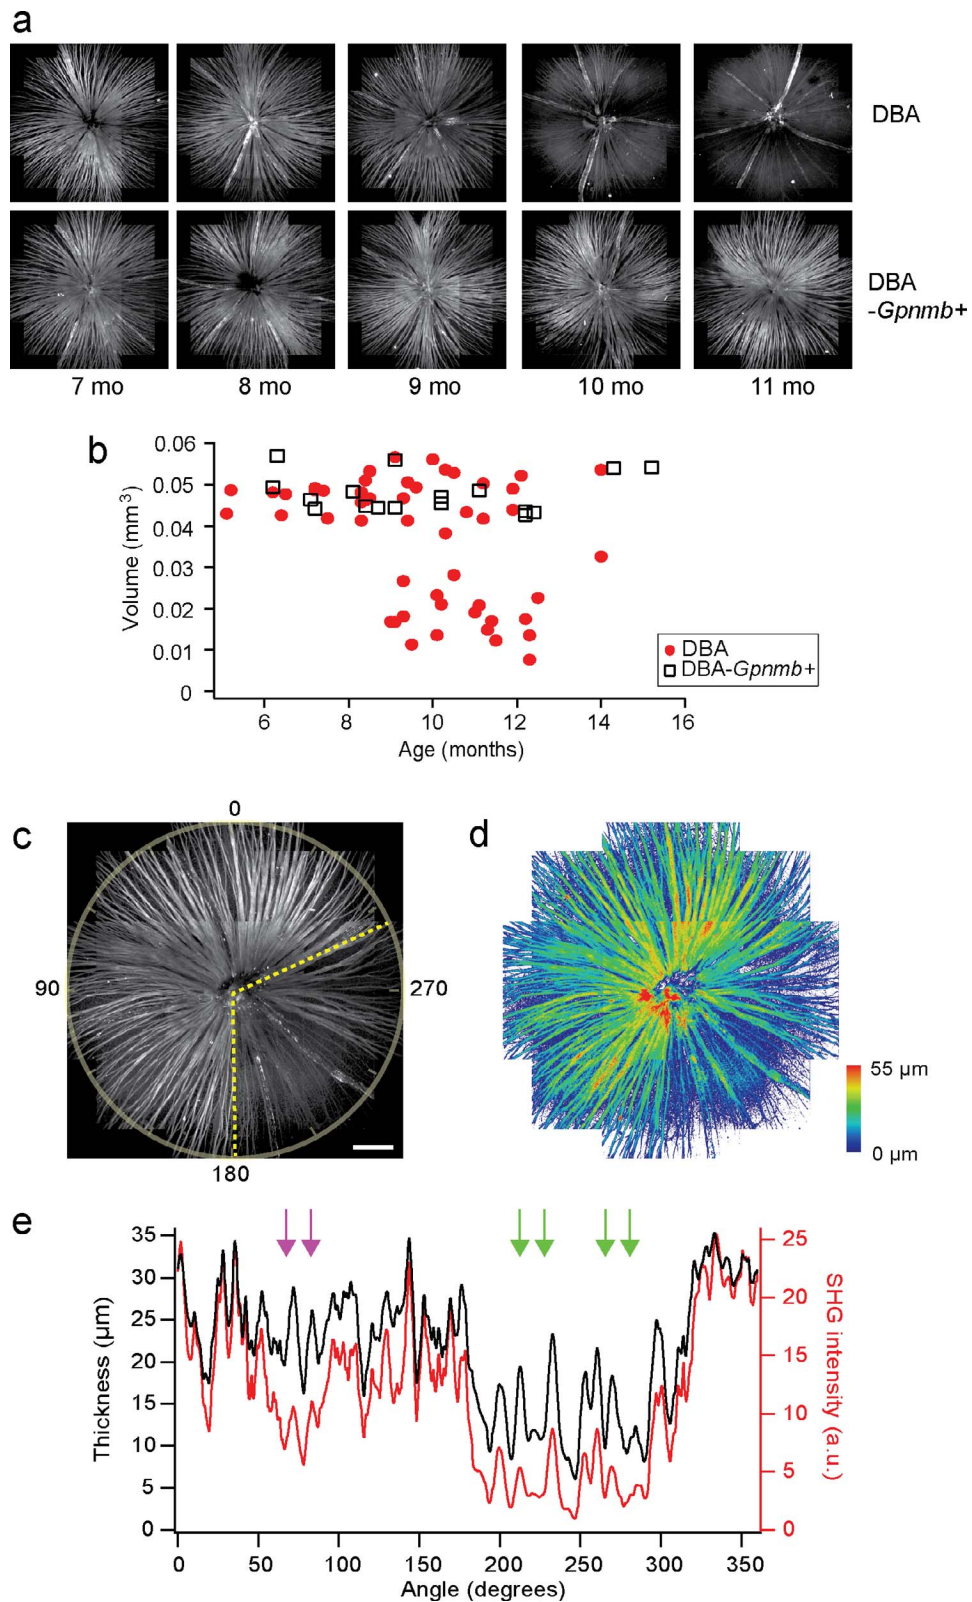 a
DBA
DBA
-Gpnmb+
7 mo 8 mo 9 mo 10 mo 11 mo
b
0.06
0.05
0.04
0.03
0.02
0.01
0
Volume (mm³)
6 8 10 12 14 16
Age (months)
DBA
DBA-Gpnmb+
c
0
90
270
180
d
55 µm
0 µm
e
35
30
25
20
15
10
5
0
Thickness (µm)
25
20
15
10
5
0
SHG intensity (a.u.)
0 50 100 150 200 250 300 350
Angle (degrees)